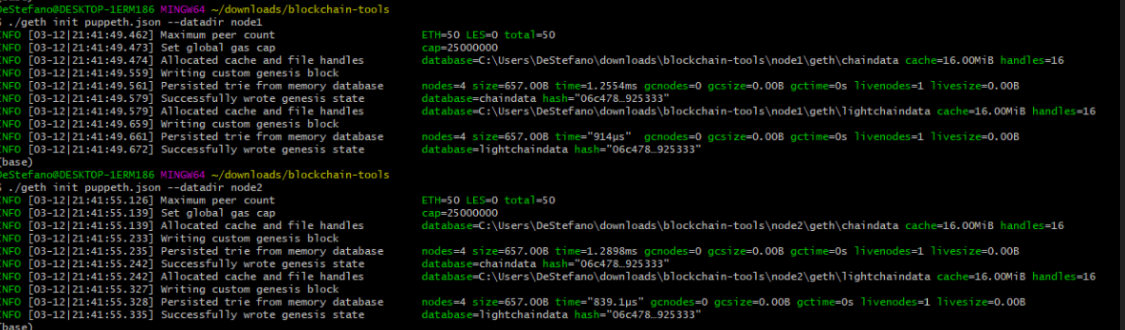 DeStefano@DESKTOP-1ERM186 MINGW64 ~/downloads/blockchain-tools
$ ./geth init puppeth.json --datadir node1
INFO [03-12|21:41:49.462] Maximum peer count ETH=50 LES=0 total=50
INFO [03-12|21:41:49.473] Set global gas cap cap=25000000
INFO [03-12|21:41:49.474] Allocated cache and file handles database=C:\Users\DeStefano\downloads\blockchain-tools\node1\geth\chaindata cache=16.00MiB handles=16
INFO [03-12|21:41:49.559] Writing custom genesis block
INFO [03-12|21:41:49.561] Persisted trie from memory database nodes=4 size=657.00B time=1.2554ms gcnodes=0 gcsize=0.00B gctime=0s livenodes=1 livesize=0.00B
INFO [03-12|21:41:49.579] Successfully wrote genesis state database=chaindata hash="06c478…925333"
INFO [03-12|21:41:49.579] Allocated cache and file handles database=C:\Users\DeStefano\downloads\blockchain-tools\node1\geth\lightchaindata cache=16.00MiB handles=16
INFO [03-12|21:41:49.659] Writing custom genesis block
INFO [03-12|21:41:49.661] Persisted trie from memory database nodes=4 size=657.00B time="914µs" gcnodes=0 gcsize=0.00B gctime=0s livenodes=1 livesize=0.00B
INFO [03-12|21:41:49.672] Successfully wrote genesis state database=lightchaindata hash="06c478…925333"
(base)
DeStefano@DESKTOP-1ERM186 MINGW64 ~/downloads/blockchain-tools
$ ./geth init puppeth.json --datadir node2
INFO [03-12|21:41:55.126] Maximum peer count ETH=50 LES=0 total=50
INFO [03-12|21:41:55.139] Set global gas cap cap=25000000
INFO [03-12|21:41:55.139] Allocated cache and file handles database=C:\Users\DeStefano\downloads\blockchain-tools\node2\geth\chaindata cache=16.00MiB handles=16
INFO [03-12|21:41:55.233] Writing custom genesis block
INFO [03-12|21:41:55.235] Persisted trie from memory database nodes=4 size=657.00B time=1.2898ms gcnodes=0 gcsize=0.00B gctime=0s livenodes=1 livesize=0.00B
INFO [03-12|21:41:55.242] Successfully wrote genesis state database=chaindata hash="06c478…925333"
INFO [03-12|21:41:55.242] Allocated cache and file handles database=C:\Users\DeStefano\downloads\blockchain-tools\node2\geth\lightchaindata cache=16.00MiB handles=16
INFO [03-12|21:41:55.327] Writing custom genesis block
INFO [03-12|21:41:55.328] Persisted trie from memory database nodes=4 size=657.00B time="839.1µs" gcnodes=0 gcsize=0.00B gctime=0s livenodes=1 livesize=0.00B
INFO [03-12|21:41:55.335] Successfully wrote genesis state database=lightchaindata hash="06c478…925333"
(base)